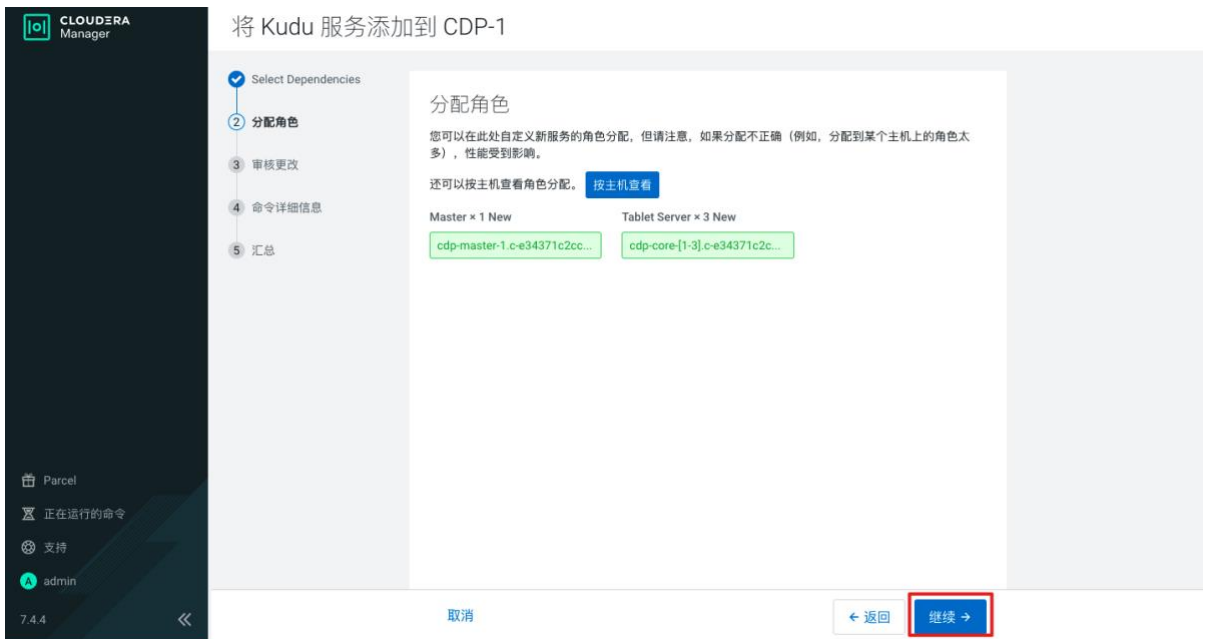 CLOUDERA
Manager
将 Kudu 服务添加到 CDP-1
Select Dependencies
2 分配角色
3 审核更改
4 命令详细信息
5 汇总
分配角色
您可以在此处自定义新服务的角色分配，但请注意，如果分配不正确（例如，分配到某个主机上的角色太
多），性能受到影响。
还可以按主机查看角色分配。 按主机查看
Master × 1 New Tablet Server × 3 New
cdp-master-1.c-e34371c2cc... cdp-core-[1-3].c-e34371c2c...
Parcel
正在运行的命令
支持
A admin
7.4.4
取消 返回 继续